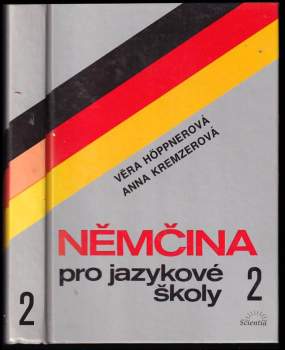 VĚRA HÖPPNEROVÁ
ANNA KREMZEROVÁ
NĚMČINA
pro jazykové
školy 2
Scientia
2